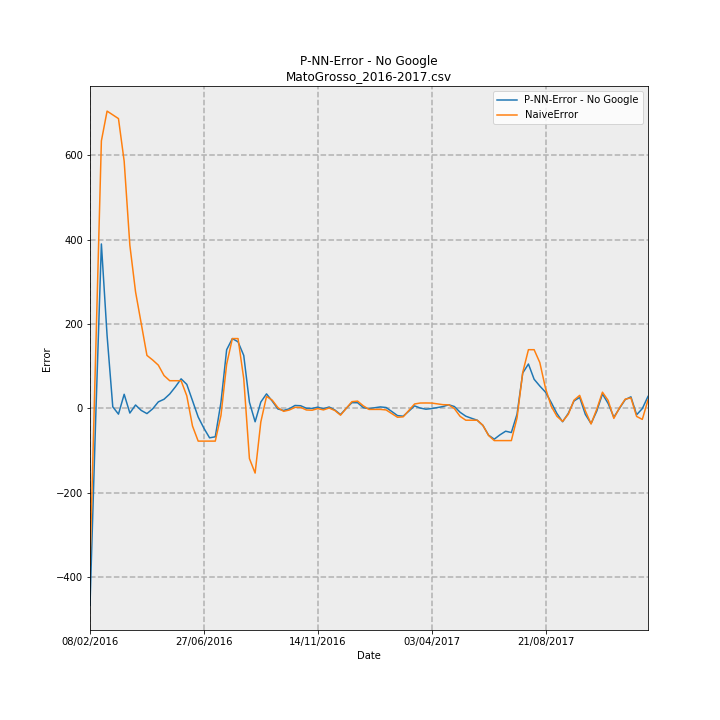 P-NN-Error - No Google
MatoGrosso_2016-2017.csv
P-NN-Error - No Google
NaiveError
600
400
200
0
−200
−400
Error
08/02/2016
27/06/2016
14/11/2016
03/04/2017
21/08/2017
Date